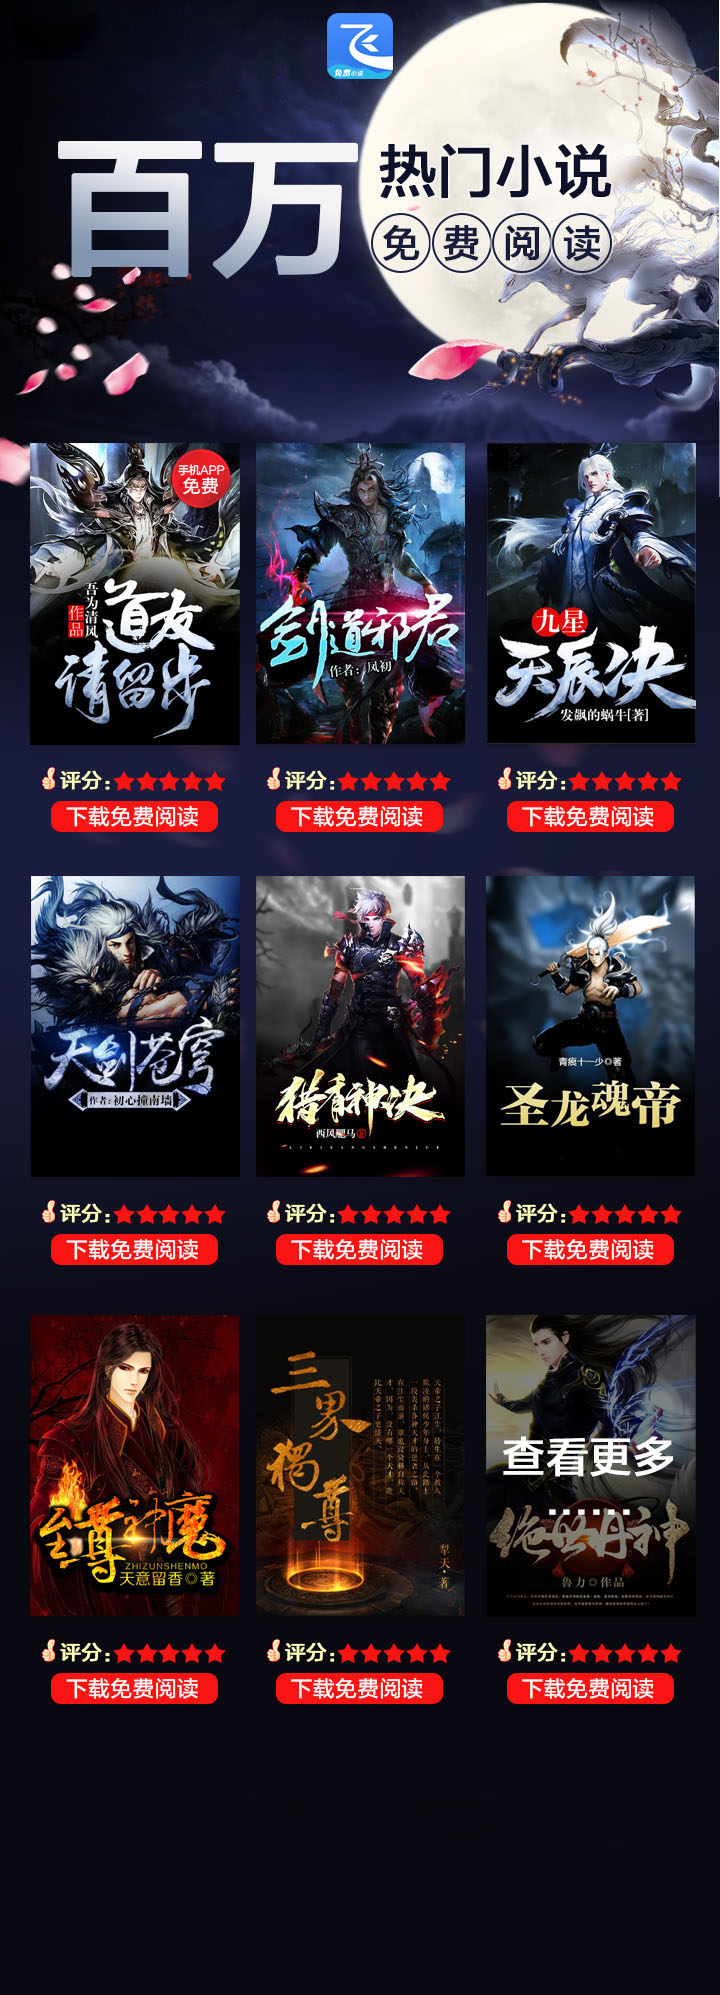 免费小说
百万
热门小说
免费阅读
手机APP
免费
吾为清风
作品
道友
请留步
剑道邪君
作者：风初
九星
天辰决
发飙的蜗牛[著]
评分：
评分：
评分：
下载免费阅读
下载免费阅读
下载免费阅读
天剑苍穹
作者：初心撞南墙
猎香神诀
西风肥马
青痕十一少◎著
圣龙魂帝
评分：
评分：
评分：
下载免费阅读
下载免费阅读
下载免费阅读
至尊神魔
ZHIZUNSHENMO
天意留香◎著
三界独尊
犁天·著
查看更多
......
绝世丹神
鲁力◎作品
评分：
评分：
评分：
下载免费阅读
下载免费阅读
下载免费阅读